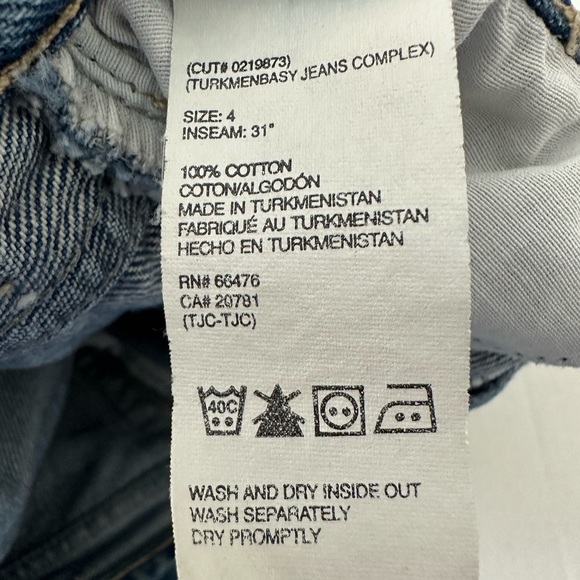 (CUT# 0219873)
(TURKMENBASY JEANS COMPLEX)
SIZE: 4
INSEAM: 31"
100% COTTON
COTON/ALGODÓN
MADE IN TURKMENISTAN
FABRIQUÉ AU TURKMENISTAN
HECHO EN TURKMENISTAN
RN# 66476
CA# 20781
(TJC-TJC)
40C
WASH AND DRY INSIDE OUT
WASH SEPARATELY
DRY PROMPTLY